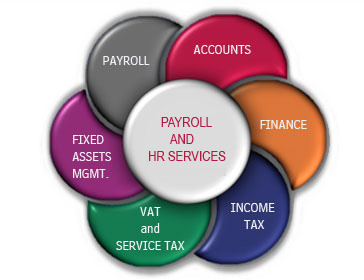 PAYROLL
ACCOUNTS
FINANCE
INCOME
TAX
VAT
and
SERVICE TAX
FIXED
ASSETS
MGMT.
PAYROLL
AND
HR SERVICES